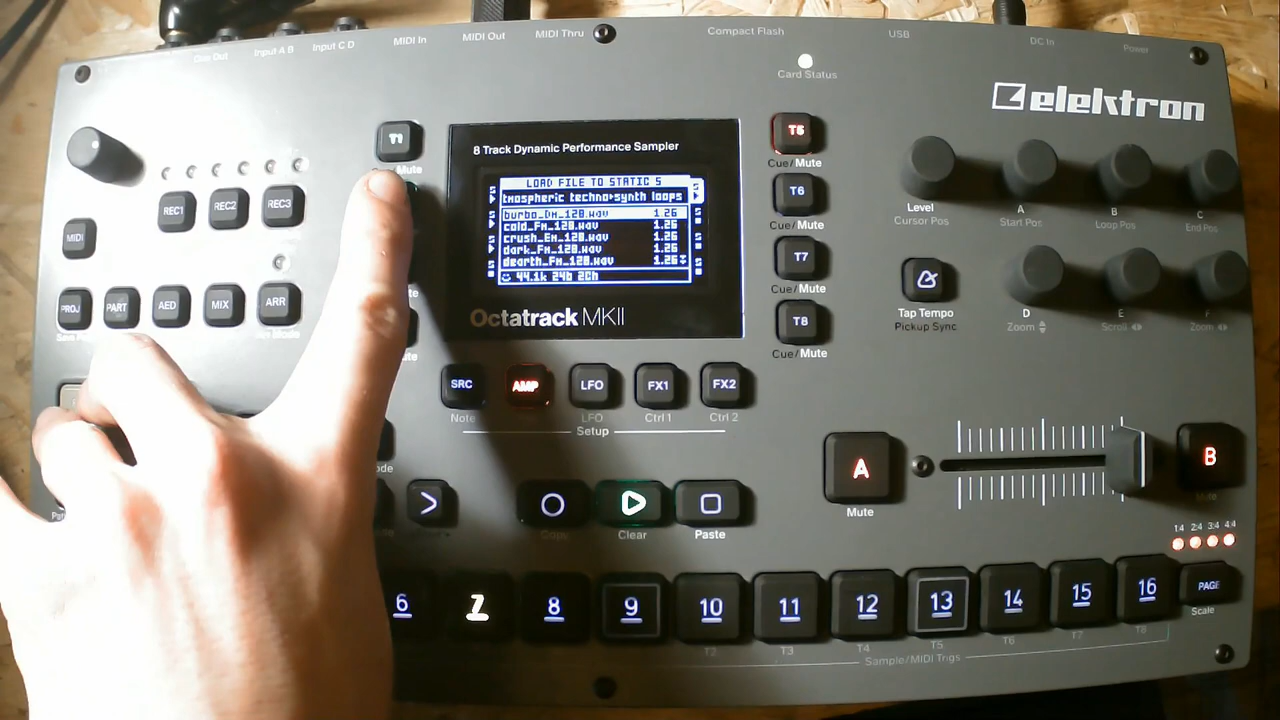 Input A B
Input C D
MIDI In
MIDI Out
MIDI Thru
Compact Flash
USB
DC In
Power
Card Status
elektron
T1
Mute
8 Track Dynamic Performance Sampler
LOAD FILE TO STATIC 5
tmospheric techno+synth loops
burbo_Dm_128.wav 1.26
cold_Fm_128.wav 1.26
crush_Em_128.wav 1.26
dark_Fm_128.wav 1.26
dearth_Fm_128.wav 1.26
44.1k 24b 2Ch
Octatrack MKII
T5
Cue/Mute
T6
Cue/Mute
T7
Cue/Mute
T8
Cue/Mute
REC1
REC2
REC3
MIDI
PROJ
PART
AED
MIX
ARR
Level
Cursor Pos
A
Start Pos
B
Loop Pos
C
End Pos
D
Zoom
E
Scroll
F
Zoom
Tap Tempo
Pickup Sync
SRC
AMP
LFO
FX1
FX2
Note
LFO
Ctrl 1
Ctrl 2
Setup
Copy
Clear
Paste
A
Mute
B
Mute
1:4
2:4
3:4
4:4
6
7
8
9
10
11
12
13
14
15
16
PAGE
Scale
T2
T3
T4
T5
T6
T7
T8
Sample/MIDI Trigs